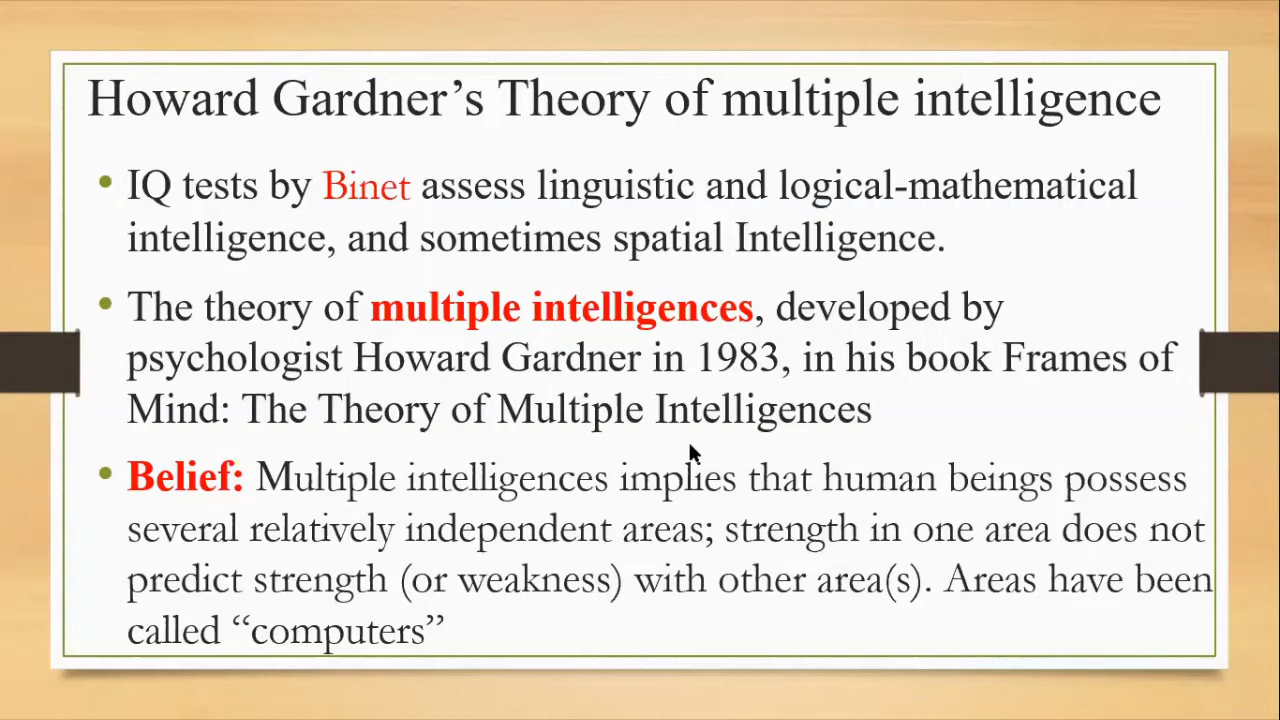 Howard Gardner’s Theory of multiple intelligence
• IQ tests by Binet assess linguistic and logical-mathematical
intelligence, and sometimes spatial Intelligence.
• The theory of multiple intelligences, developed by
psychologist Howard Gardner in 1983, in his book Frames of
Mind: The Theory of Multiple Intelligences
• Belief: Multiple intelligences implies that human beings possess
several relatively independent areas; strength in one area does not
predict strength (or weakness) with other area(s). Areas have been
called “computers”